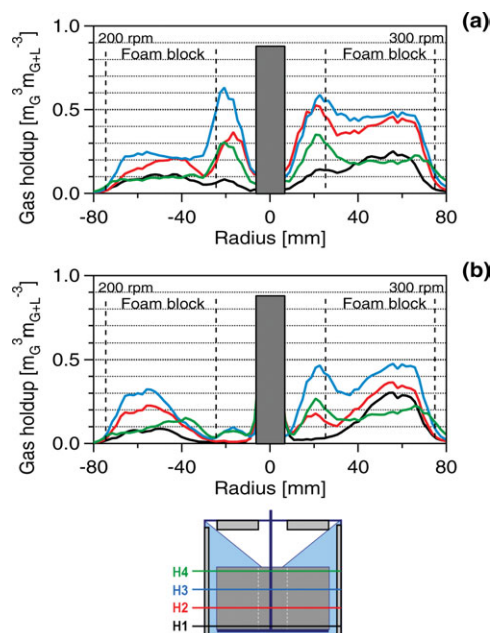 (a)
200 rpm 300 rpm
Foam block Foam block
1.0
0.5
0.0
Gas holdup [m_G^3 m_{G+L}^{-3}]
-80 -40 0 40 80
Radius [mm]
(b)
200 rpm 300 rpm
Foam block Foam block
1.0
0.5
0.0
Gas holdup [m_G^3 m_{G+L}^{-3}]
-80 -40 0 40 80
Radius [mm]
H4
H3
H2
H1